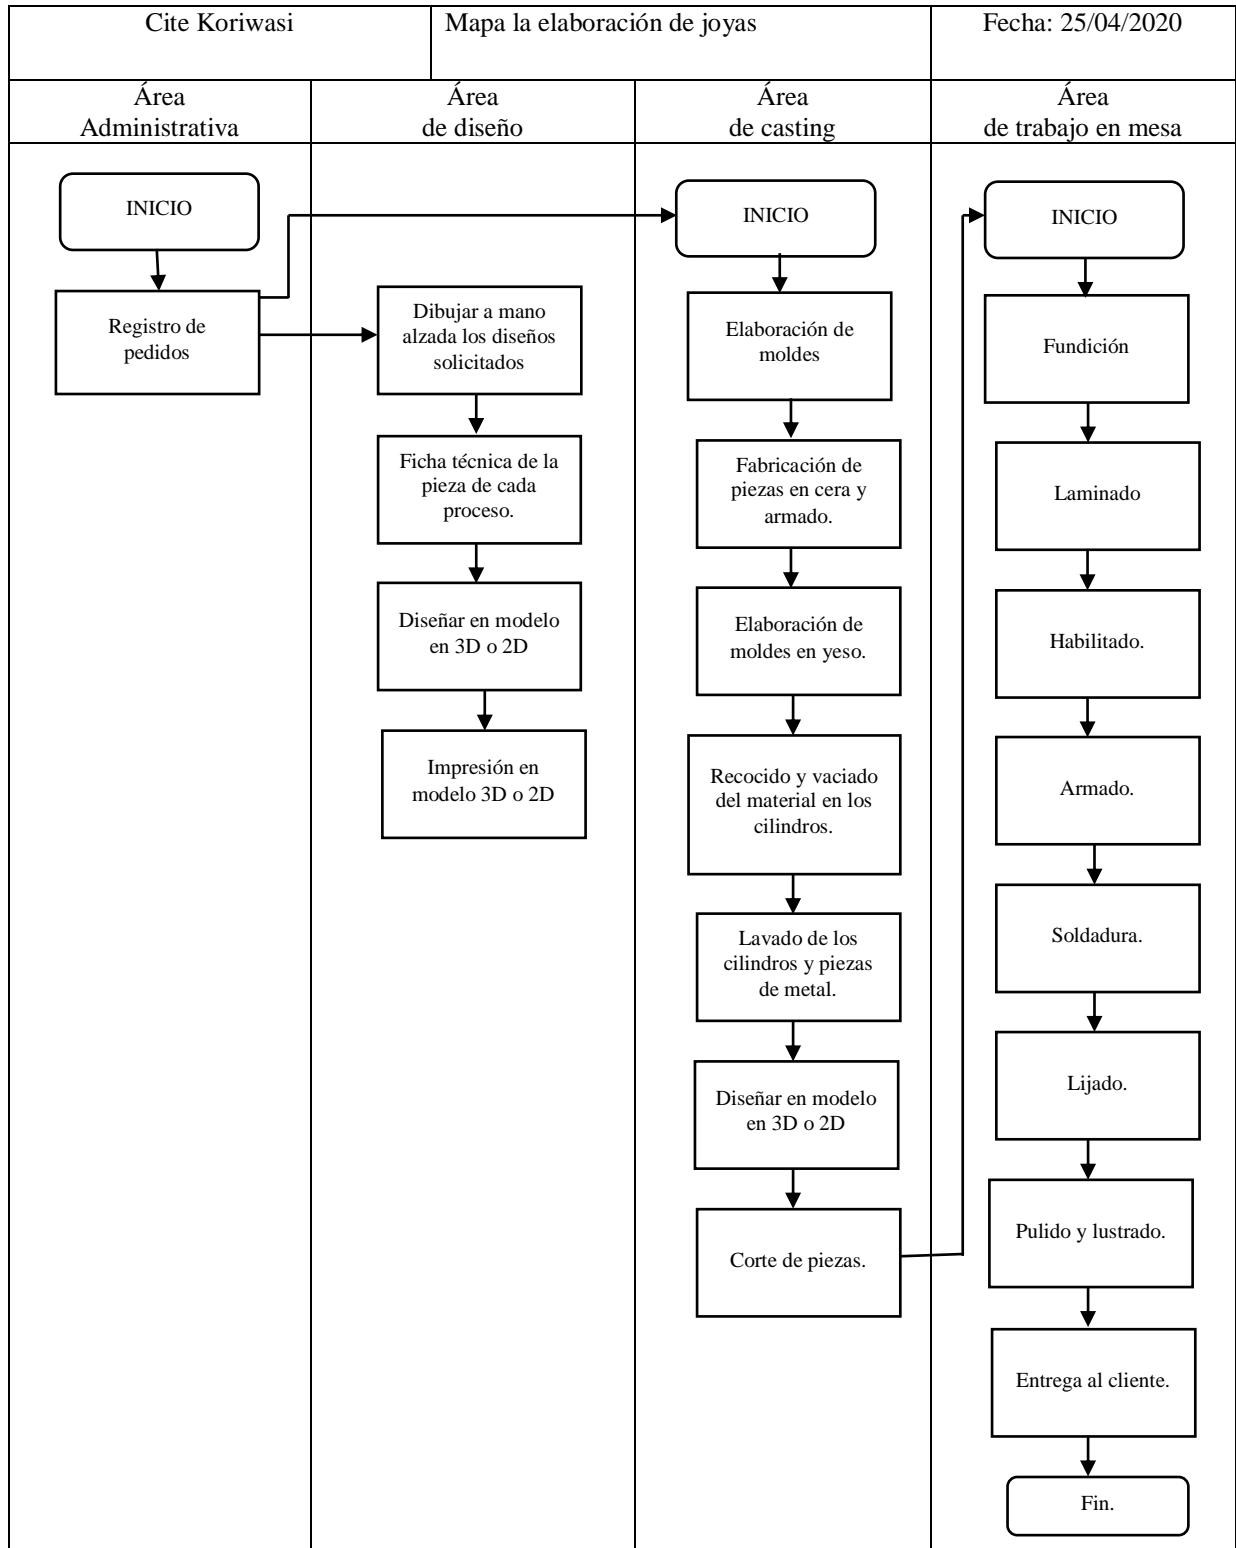 Cite Koriwasi
Mapa la elaboración de joyas
Fecha: 25/04/2020
Área
Administrativa
Área
de diseño
Área
de casting
Área
de trabajo en mesa
INICIO
Registro de
pedidos
Dibujar a mano
alzada los diseños
solicitados
Ficha técnica de la
pieza de cada
proceso.
Diseñar en modelo
en 3D o 2D
Impresión en
modelo 3D o 2D
INICIO
Elaboración de
moldes
Fabricación de
piezas en cera y
armado.
Elaboración de
moldes en yeso.
Recocido y vaciado
del material en los
cilindros.
Lavado de los
cilindros y piezas
de metal.
Diseñar en modelo
en 3D o 2D
Corte de piezas.
INICIO
Fundición
Laminado
Habilitado.
Armado.
Soldadura.
Lijado.
Pulido y lustrado.
Entrega al cliente.
Fin.